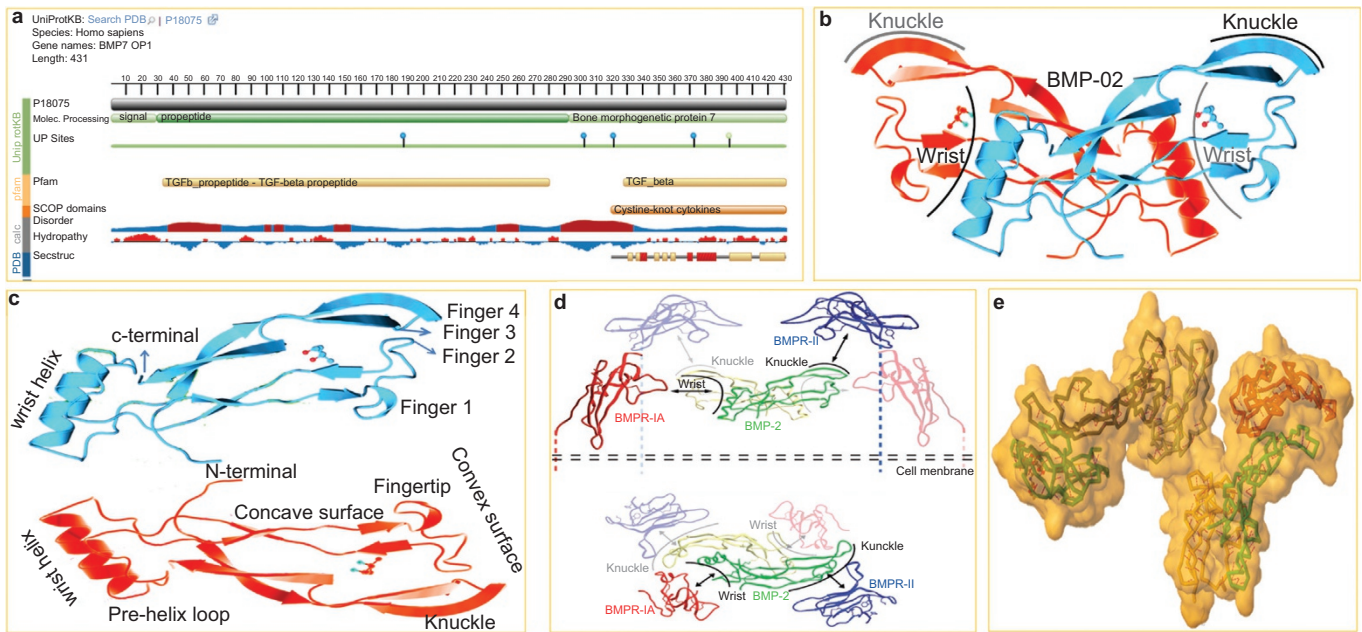 a
UniProtKB: Search PDB | P18075
Species: Homo sapiens
Gene names: BMP7 OP1
Length: 431
10 20 30 40 50 60 70 80 90 100 110 120 130 140 150 160 170 180 190 200 210 220 230 240 250 260 270 280 290 300 310 320 330 340 350 360 370 380 390 400 410 420 430
Unip rotKB
P18075
Molec. Processing
signal
propeptide
Bone morphogenetic protein 7
UP Sites
pfam
Pfam
TGFb_propeptide - TGF-beta propeptide
TGF_beta
SCOP domains
Cystine-knot cytokines
calc
Disorder
Hydropathy
PDB
Secstruc
b
Knuckle
Knuckle
BMP-02
Wrist
Wrist
c
c-terminal
Finger 4
Finger 3
Finger 2
wrist helix
Finger 1
N-terminal
Fingertip
Convex surface
Concave surface
wrist helix
Pre-helix loop
Knuckle
d
BMPR-II
Knuckle
Knuckle
Wrist
BMPR-IA
BMP-2
Cell menbrane
Wrist
Kunckle
Knuckle
BMPR-II
BMPR-IA
Wrist
BMP-2
e